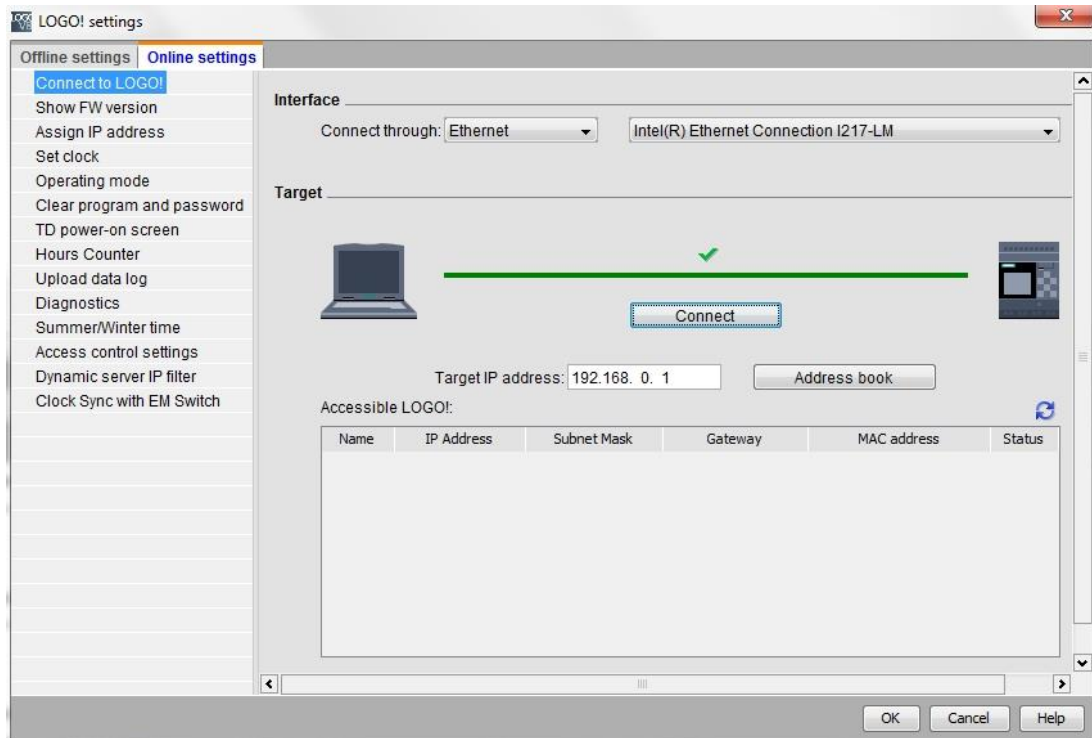 LOGO! settings
Offline settings
Online settings
Connect to LOGO!
Show FW version
Assign IP address
Set clock
Operating mode
Clear program and password
TD power-on screen
Hours Counter
Upload data log
Diagnostics
Summer/Winter time
Access control settings
Dynamic server IP filter
Clock Sync with EM Switch
Interface
Connect through: Ethernet
Intel(R) Ethernet Connection I217-LM
Target
Connect
Target IP address: 192.168. 0. 1
Address book
Accessible LOGO!:
Name IP Address Subnet Mask Gateway MAC address Status
OK Cancel Help